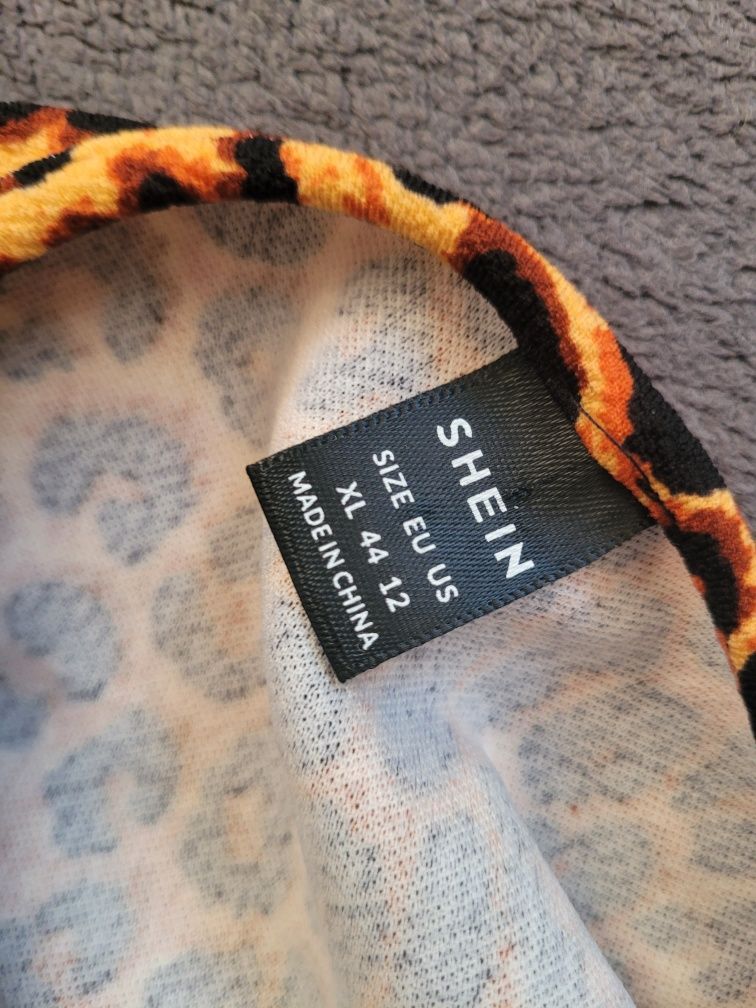 SHEIN
SIZE EU US
XL 44 12
MADE IN CHINA